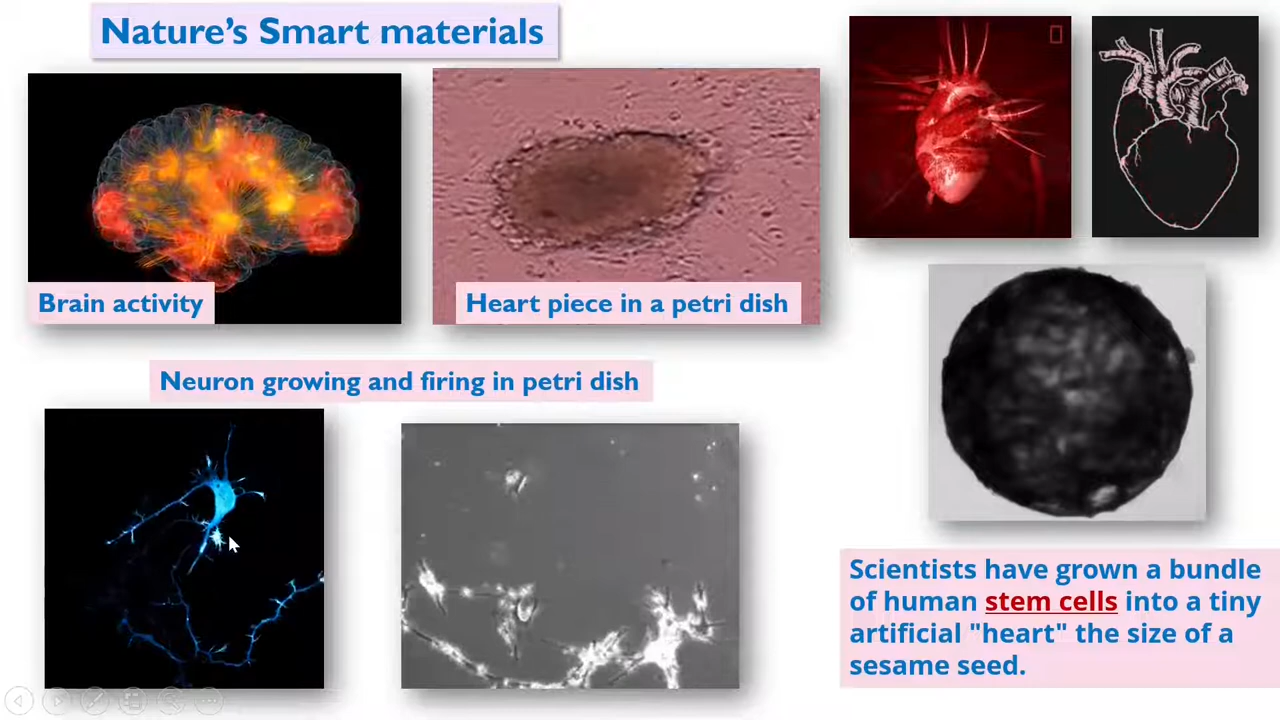 Nature's Smart materials
Brain activity
Heart piece in a petri dish
Neuron growing and firing in petri dish
Scientists have grown a bundle
of human stem cells into a tiny
artificial "heart" the size of a
sesame seed.